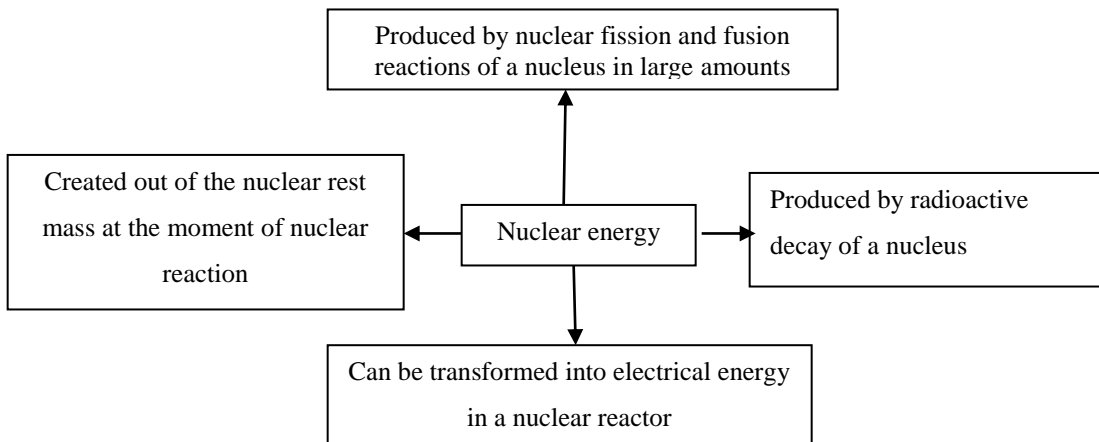 Produced by nuclear fission and fusion
reactions of a nucleus in large amounts
Created out of the nuclear rest
mass at the moment of nuclear
reaction
Nuclear energy
Produced by radioactive
decay of a nucleus
Can be transformed into electrical energy
in a nuclear reactor